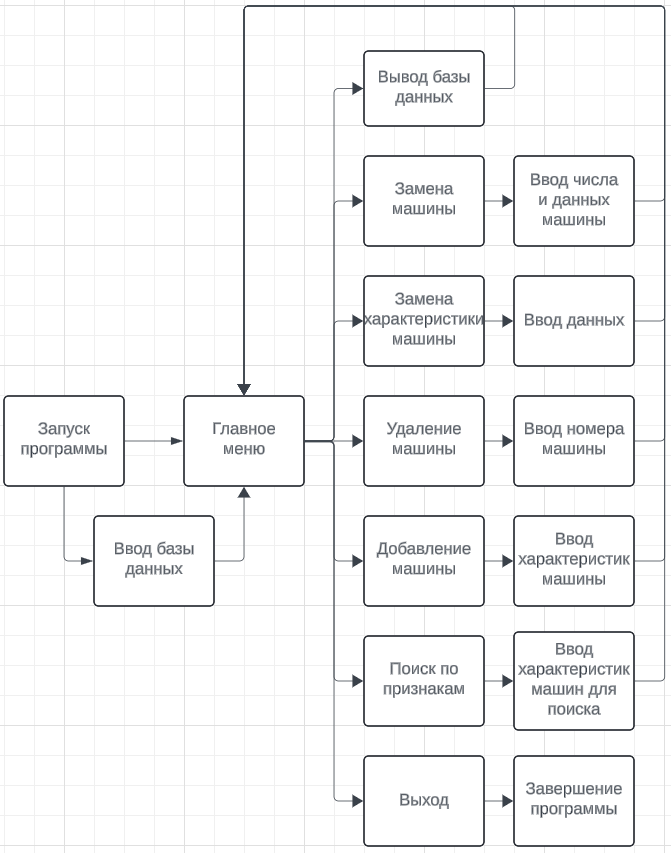 Вывод базы
данных
Замена
машины
Ввод числа
и данных
машины
Замена
характеристики
машины
Ввод данных
Запуск
программы
Главное
меню
Удаление
машины
Ввод номера
машины
Ввод базы
данных
Добавление
машины
Ввод
характеристик
машины
Поиск по
признакам
Ввод
характеристик
машин для
поиска
Выход
Завершение
программы